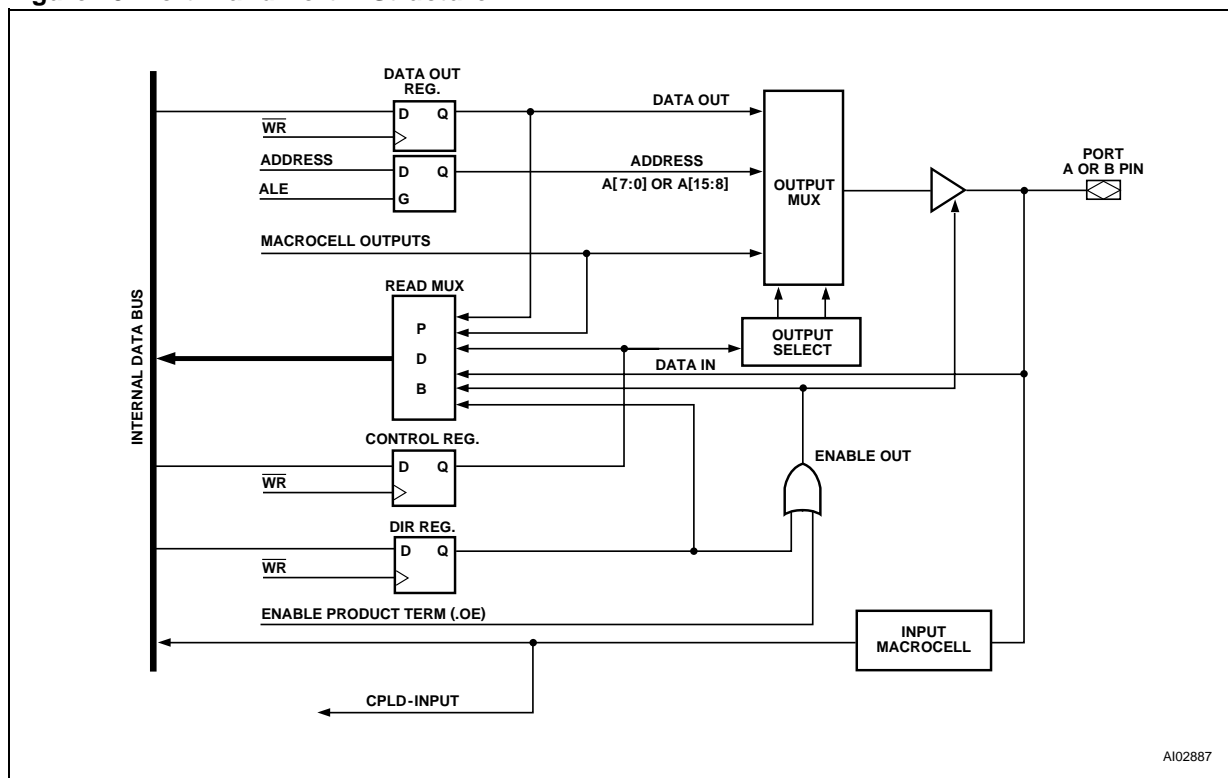 DATA OUT
REG.
D Q
WR
DATA OUT
ADDRESS
ALE
D Q
G
ADDRESS
A[7:0] OR A[15:8]
OUTPUT
MUX
PORT
A OR B PIN
MACROCELL OUTPUTS
READ MUX
P
D
B
OUTPUT
SELECT
DATA IN
INTERNAL DATA BUS
CONTROL REG.
D Q
WR
ENABLE OUT
DIR REG.
D Q
WR
ENABLE PRODUCT TERM (.OE)
INPUT
MACROCELL
CPLD-INPUT
AI02887